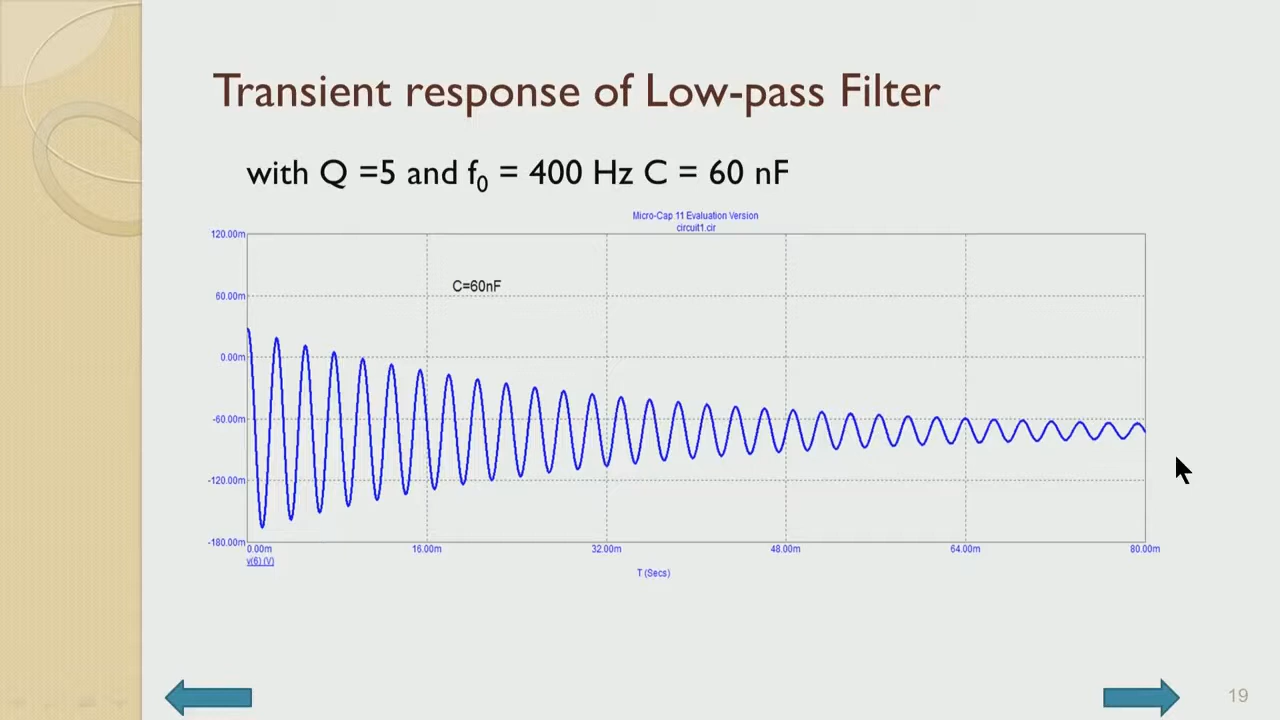 Transient response of Low-pass Filter
with Q =5 and f₀ = 400 Hz C = 60 nF
Micro-Cap 11 Evaluation Version
circuit1.cir
120.00m
C=60nF
60.00m
0.00m
-60.00m
-120.00m
-180.00m
0.00m 16.00m 32.00m 48.00m 64.00m 80.00m
v(6) (V)
T (Secs)
19